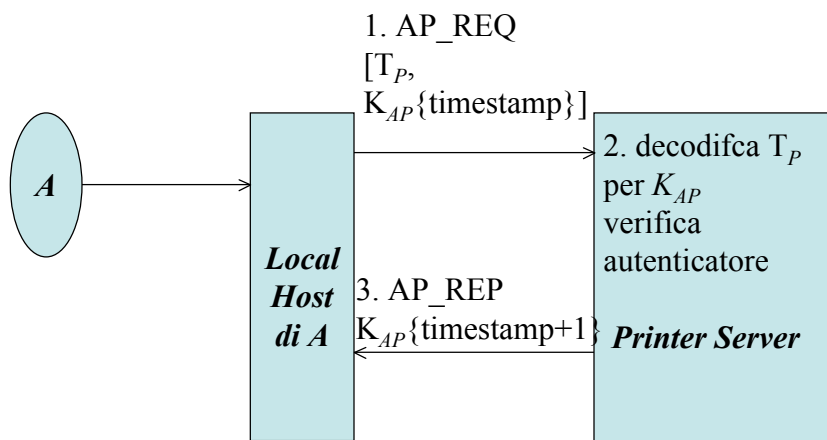 1. AP_REQ
[T_P,
K_AP{timestamp}]
A
2. decodifca T_P
per K_AP
verifica
autenticatore
Local
Host
di A
3. AP_REP
K_AP{timestamp+1}
Printer Server